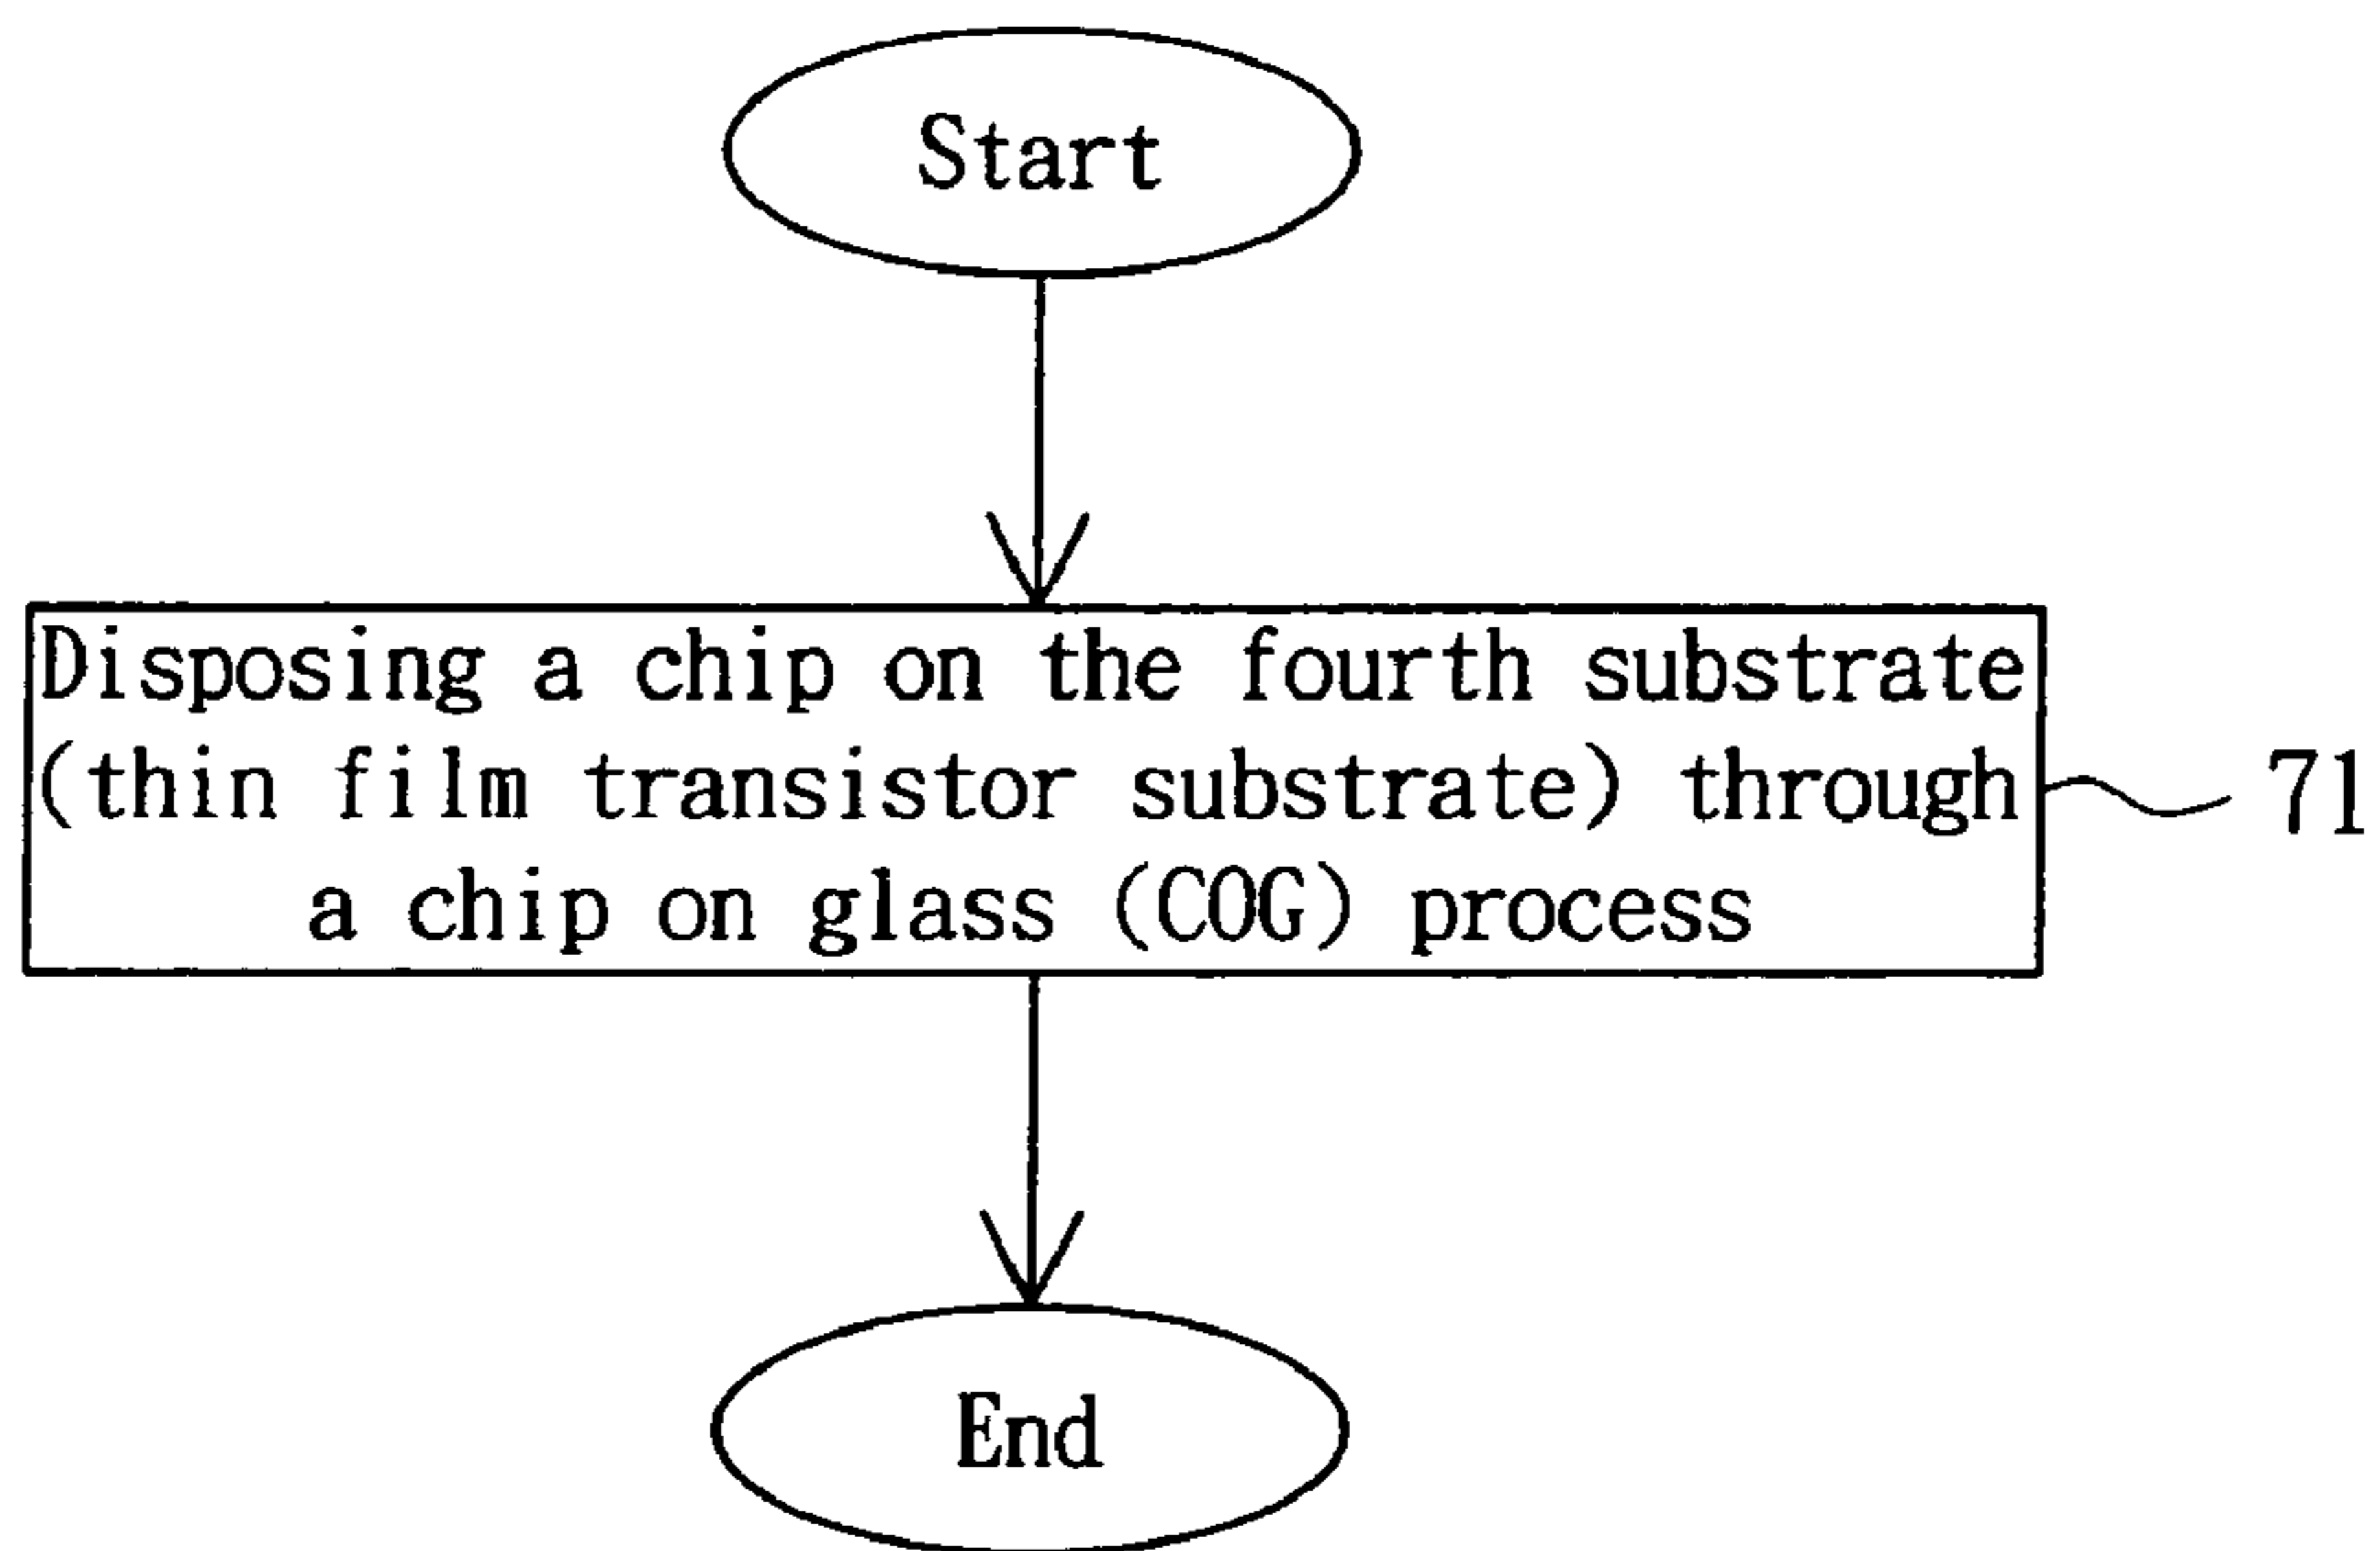 Start
Disposing a chip on the fourth substrate
(thin film transistor substrate) through
a chip on glass (COG) process
71
End